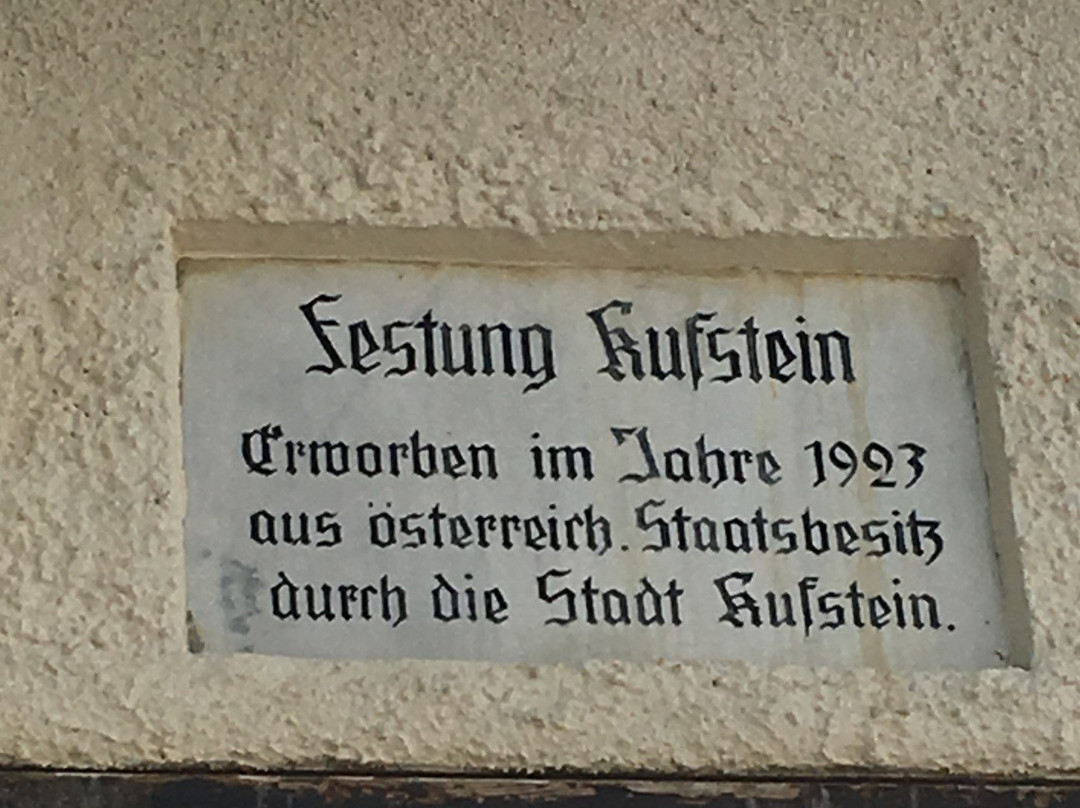 Festung Kufstein
Erworben im Jahre 1923
aus österreich. Staatsbesitz
durch die Stadt Kufstein.